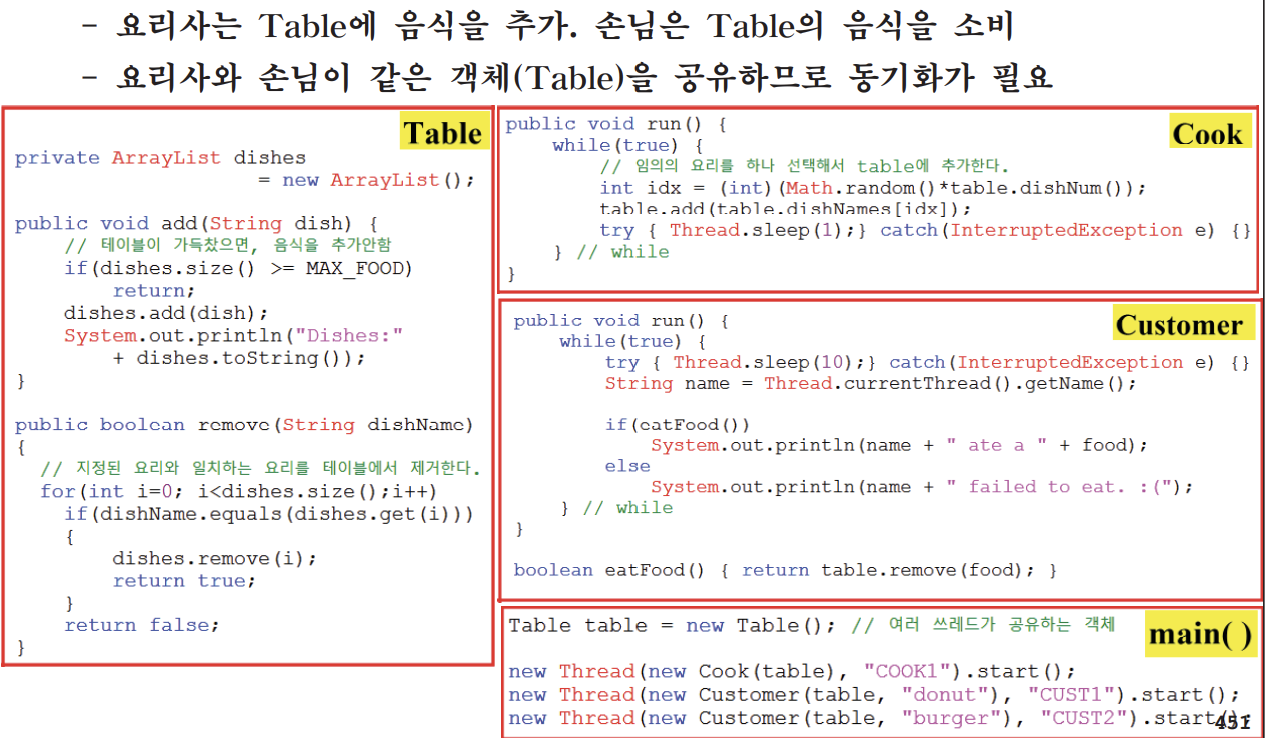 - 요리사는 Table에 음식을 추가. 손님은 Table의 음식을 소비
- 요리사와 손님이 같은 객체(Table)을 공유하므로 동기화가 필요
Table
private ArrayList dishes
= new ArrayList();
public void add(String dish) {
// 테이블이 가득찼으면, 음식을 추가안함
if(dishes.size() >= MAX_FOOD)
return;
dishes.add(dish);
System.out.println("Dishes:"
+ dishes.toString());
}
public boolean remove(String dishName)
{
// 지정된 요리와 일치하는 요리를 테이블에서 제거한다.
for(int i=0; i<dishes.size();i++)
if(dishName.equals(dishes.get(i)))
{
dishes.remove(i);
return true;
}
return false;
}
Cook
public void run() {
while(true) {
// 임의의 요리를 하나 선택해서 table에 추가한다.
int idx = (int)(Math.random()*table.dishNum());
table.add(table.dishNames[idx]);
try { Thread.sleep(1);} catch(InterruptedException e) {}
} // while
}
Customer
public void run() {
while(true) {
try { Thread.sleep(10);} catch(InterruptedException e) {}
String name = Thread.currentThread().getName();
if(eatFood())
System.out.println(name + " ate a " + food);
else
System.out.println(name + " failed to eat. :(");
} // while
}
boolean eatFood() { return table.remove(food); }
main( )
Table table = new Table(); // 여러 쓰레드가 공유하는 객체
new Thread(new Cook(table), "COOK1").start();
new Thread(new Customer(table, "donut"), "CUST1").start();
new Thread(new Customer(table, "burger"), "CUST2").start();
451